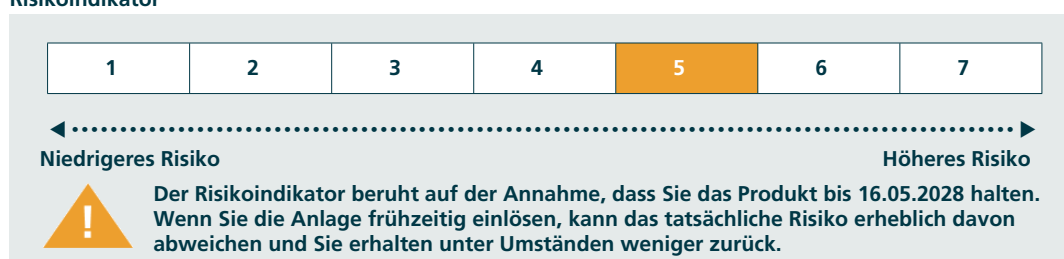 Risikoindikator
1 2 3 4 5 6 7
Niedrigeres Risiko Höheres Risiko
! Der Risikoindikator beruht auf der Annahme, dass Sie das Produkt bis 16.05.2028 halten.
Wenn Sie die Anlage frühzeitig einlösen, kann das tatsächliche Risiko erheblich davon
abweichen und Sie erhalten unter Umständen weniger zurück.